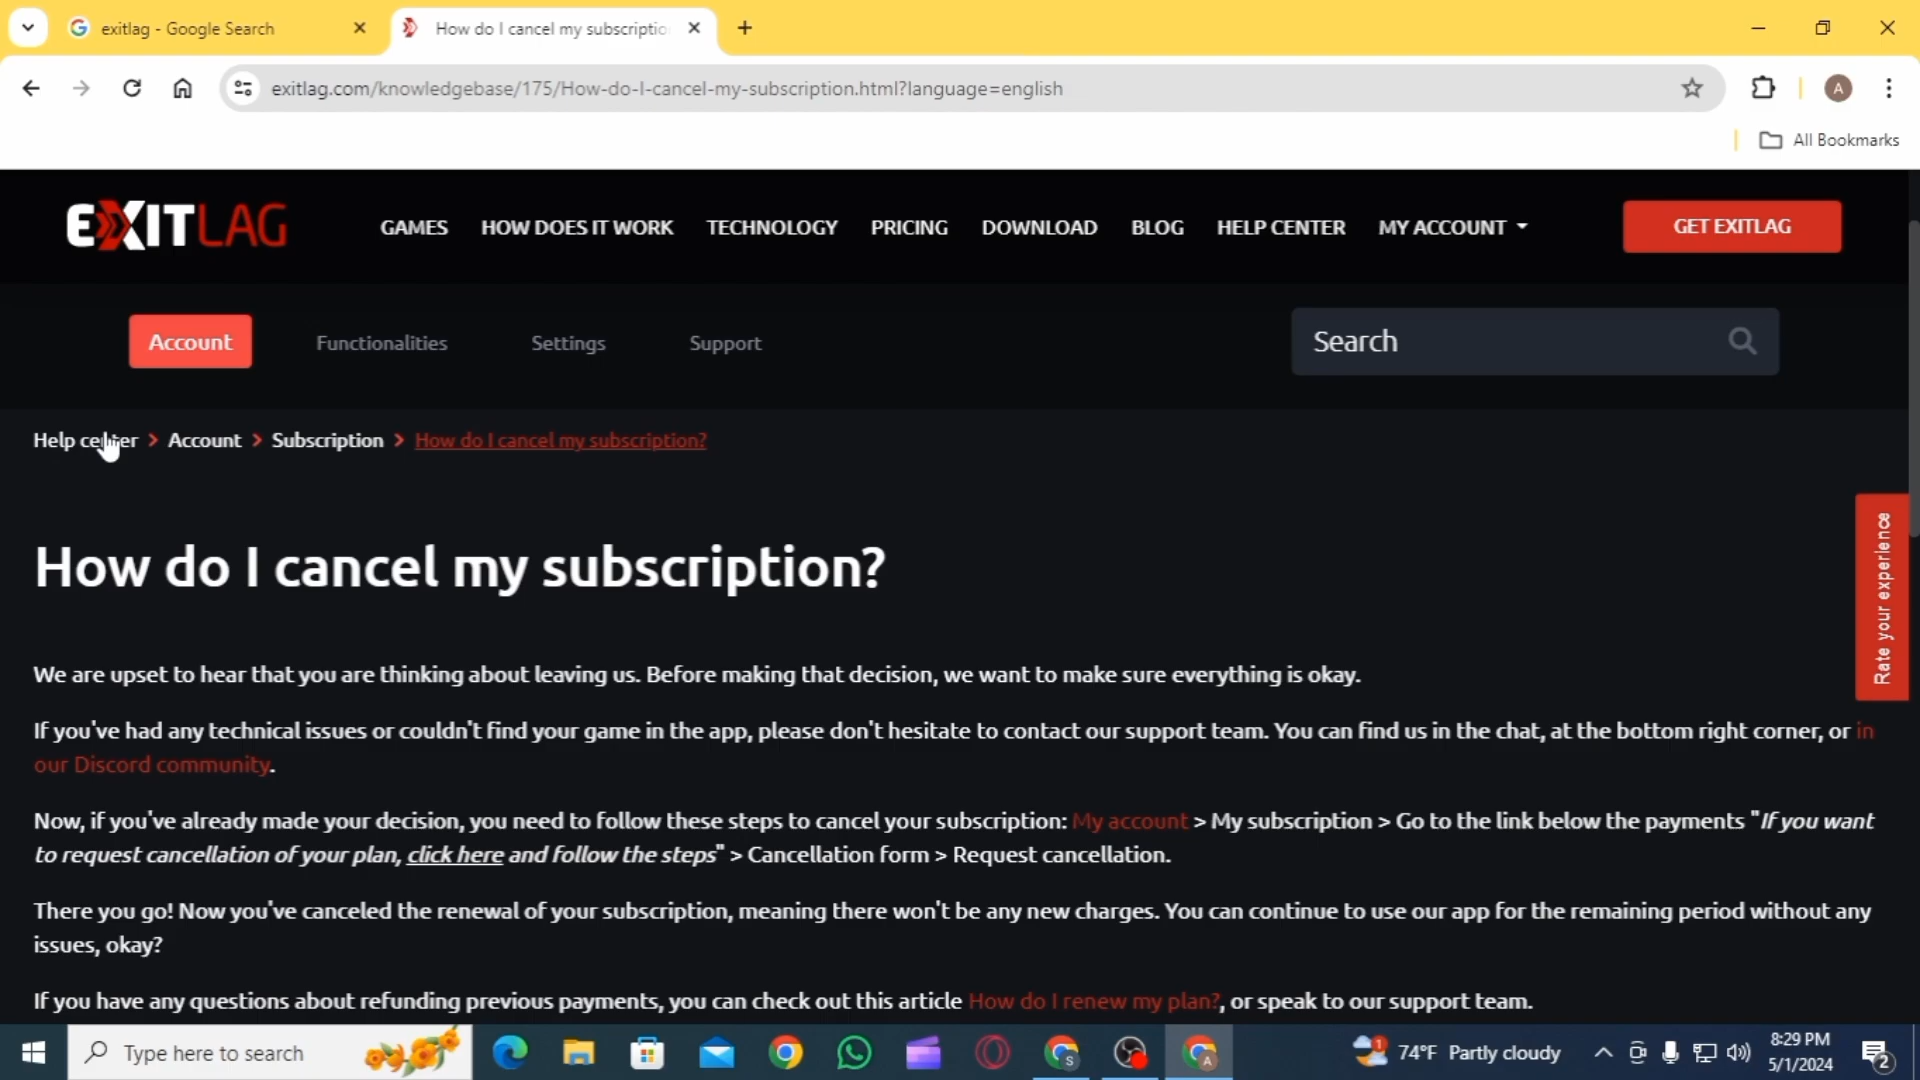 exitlag - Google Search
How do I cancel my subscriptio
exitlag.com/knowledgebase/175/How-do-I-cancel-my-subscription.html?language=english
A
All Bookmarks
EXITLAG
GAMES
HOW DOES IT WORK
TECHNOLOGY
PRICING
DOWNLOAD
BLOG
HELP CENTER
MY ACCOUNT
GET EXITLAG
Account
Functionalities
Settings
Support
Search
Help center > Account > Subscription > How do I cancel my subscription?
How do I cancel my subscription?
We are upset to hear that you are thinking about leaving us. Before making that decision, we want to make sure everything is okay.
If you've had any technical issues or couldn't find your game in the app, please don't hesitate to contact our support team. You can find us in the chat, at the bottom right corner, or in
our Discord community.
Now, if you've already made your decision, you need to follow these steps to cancel your subscription: My account > My subscription > Go to the link below the payments "If you want
to request cancellation of your plan, click here and follow the steps" > Cancellation form > Request cancellation.
There you go! Now you've canceled the renewal of your subscription, meaning there won't be any new charges. You can continue to use our app for the remaining period without any
issues, okay?
If you have any questions about refunding previous payments, you can check out this article How do I renew my plan?, or speak to our support team.
Rate your experience
Type here to search
S
A
1
74°F Partly cloudy
8:29 PM
5/1/2024
2